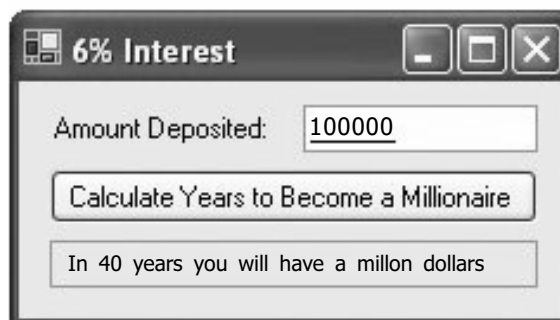 6% Interest
Amount Deposited: 100000
Calculate Years to Become a Millionaire
In 40 years you will have a millon dollars